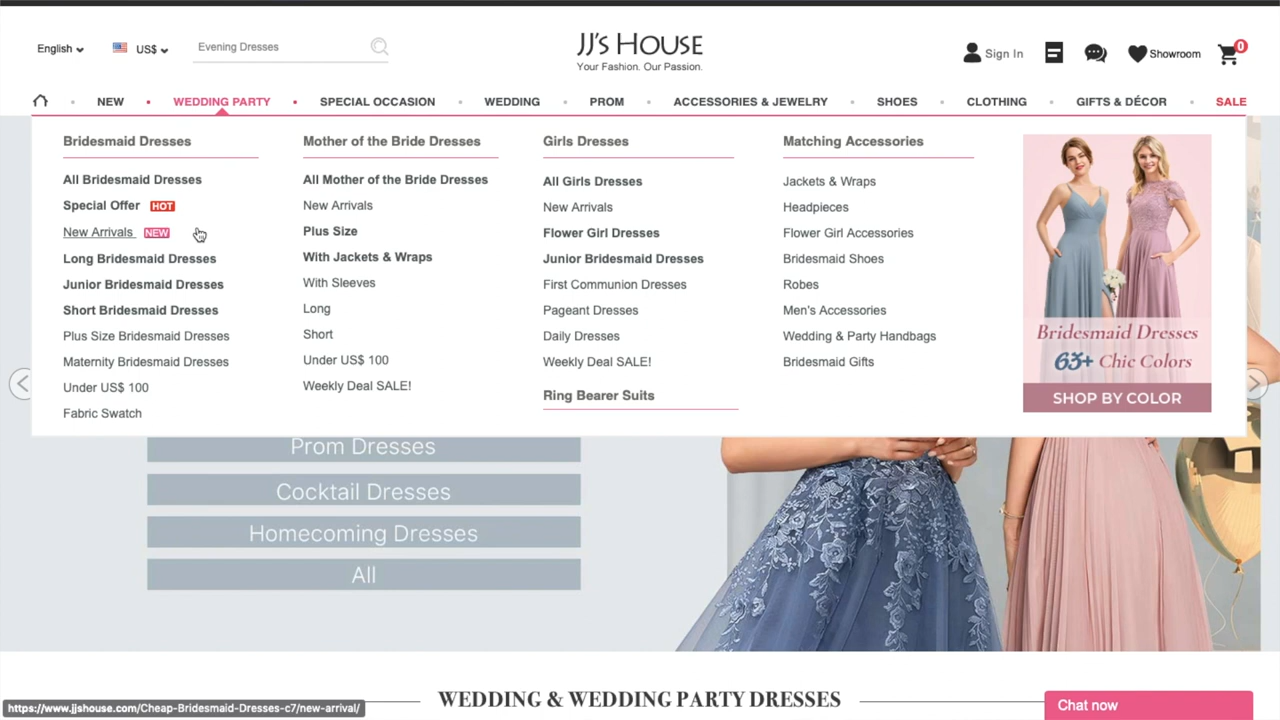 English
US$
Evening Dresses
JJ's House
Your Fashion. Our Passion.
Sign In
Showroom
0
NEW
WEDDING PARTY
SPECIAL OCCASION
WEDDING
PROM
ACCESSORIES & JEWELRY
SHOES
CLOTHING
GIFTS & DÉCOR
SALE
Bridesmaid Dresses
All Bridesmaid Dresses
Special Offer HOT
New Arrivals NEW
Long Bridesmaid Dresses
Junior Bridesmaid Dresses
Short Bridesmaid Dresses
Plus Size Bridesmaid Dresses
Maternity Bridesmaid Dresses
Under US$ 100
Fabric Swatch
Mother of the Bride Dresses
All Mother of the Bride Dresses
New Arrivals
Plus Size
With Jackets & Wraps
With Sleeves
Long
Short
Under US$ 100
Weekly Deal SALE!
Girls Dresses
All Girls Dresses
New Arrivals
Flower Girl Dresses
Junior Bridesmaid Dresses
First Communion Dresses
Pageant Dresses
Daily Dresses
Weekly Deal SALE!
Ring Bearer Suits
Matching Accessories
Jackets & Wraps
Headpieces
Flower Girl Accessories
Bridesmaid Shoes
Robes
Men's Accessories
Wedding & Party Handbags
Bridesmaid Gifts
Bridesmaid Dresses
65+ Chic Colors
SHOP BY COLOR
Prom Dresses
Cocktail Dresses
Homecoming Dresses
All
WEDDING & WEDDING PARTY DRESSES
Chat now
https://www.jjshouse.com/Cheap-Bridesmaid-Dresses-c7/new-arrival/